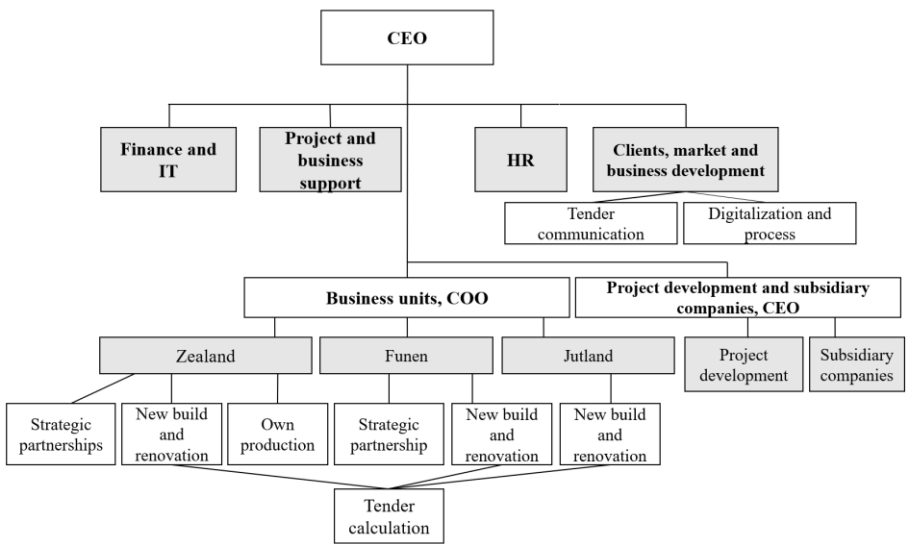 CEO
Finance and
IT
Project and
business
support
HR
Clients, market and
business development
Tender
communication
Digitalization and
process
Business units, COO
Project development and subsidiary
companies, CEO
Zealand
Funen
Jutland
Project
development
Subsidiary
companies
Strategic
partnerships
New build
and
renovation
Own
production
Strategic
partnership
New build
and
renovation
New build
and
renovation
Tender
calculation